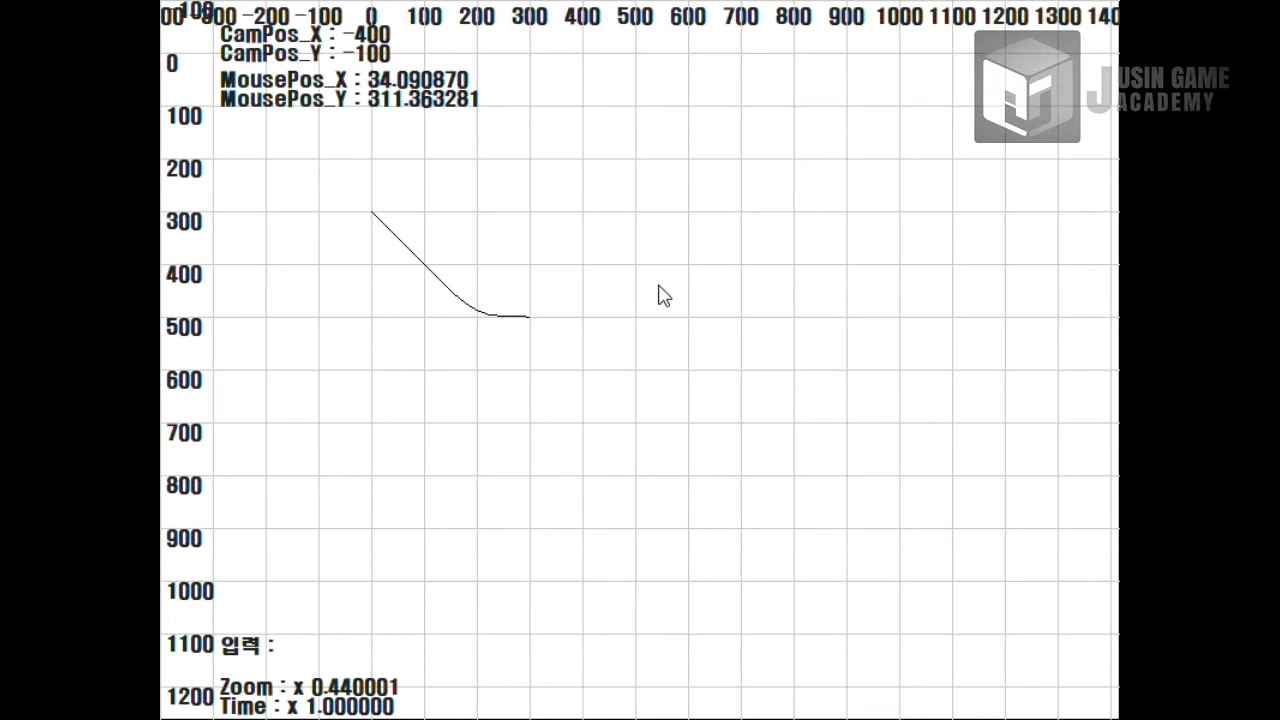 -200 -100 0 100 200 300 400 500 600 700 800 900 1000 1100 1200 1300
-100
CamPos_X : -400
CamPos_Y : -100
MousePos_X : 34.090870
MousePos_Y : 311.363281
JUSIN GAME
ACADEMY
0
100
200
300
400
500
600
700
800
900
1000
1100
입력 :
1200
Zoom : x 0.440001
Time : x 1.000000